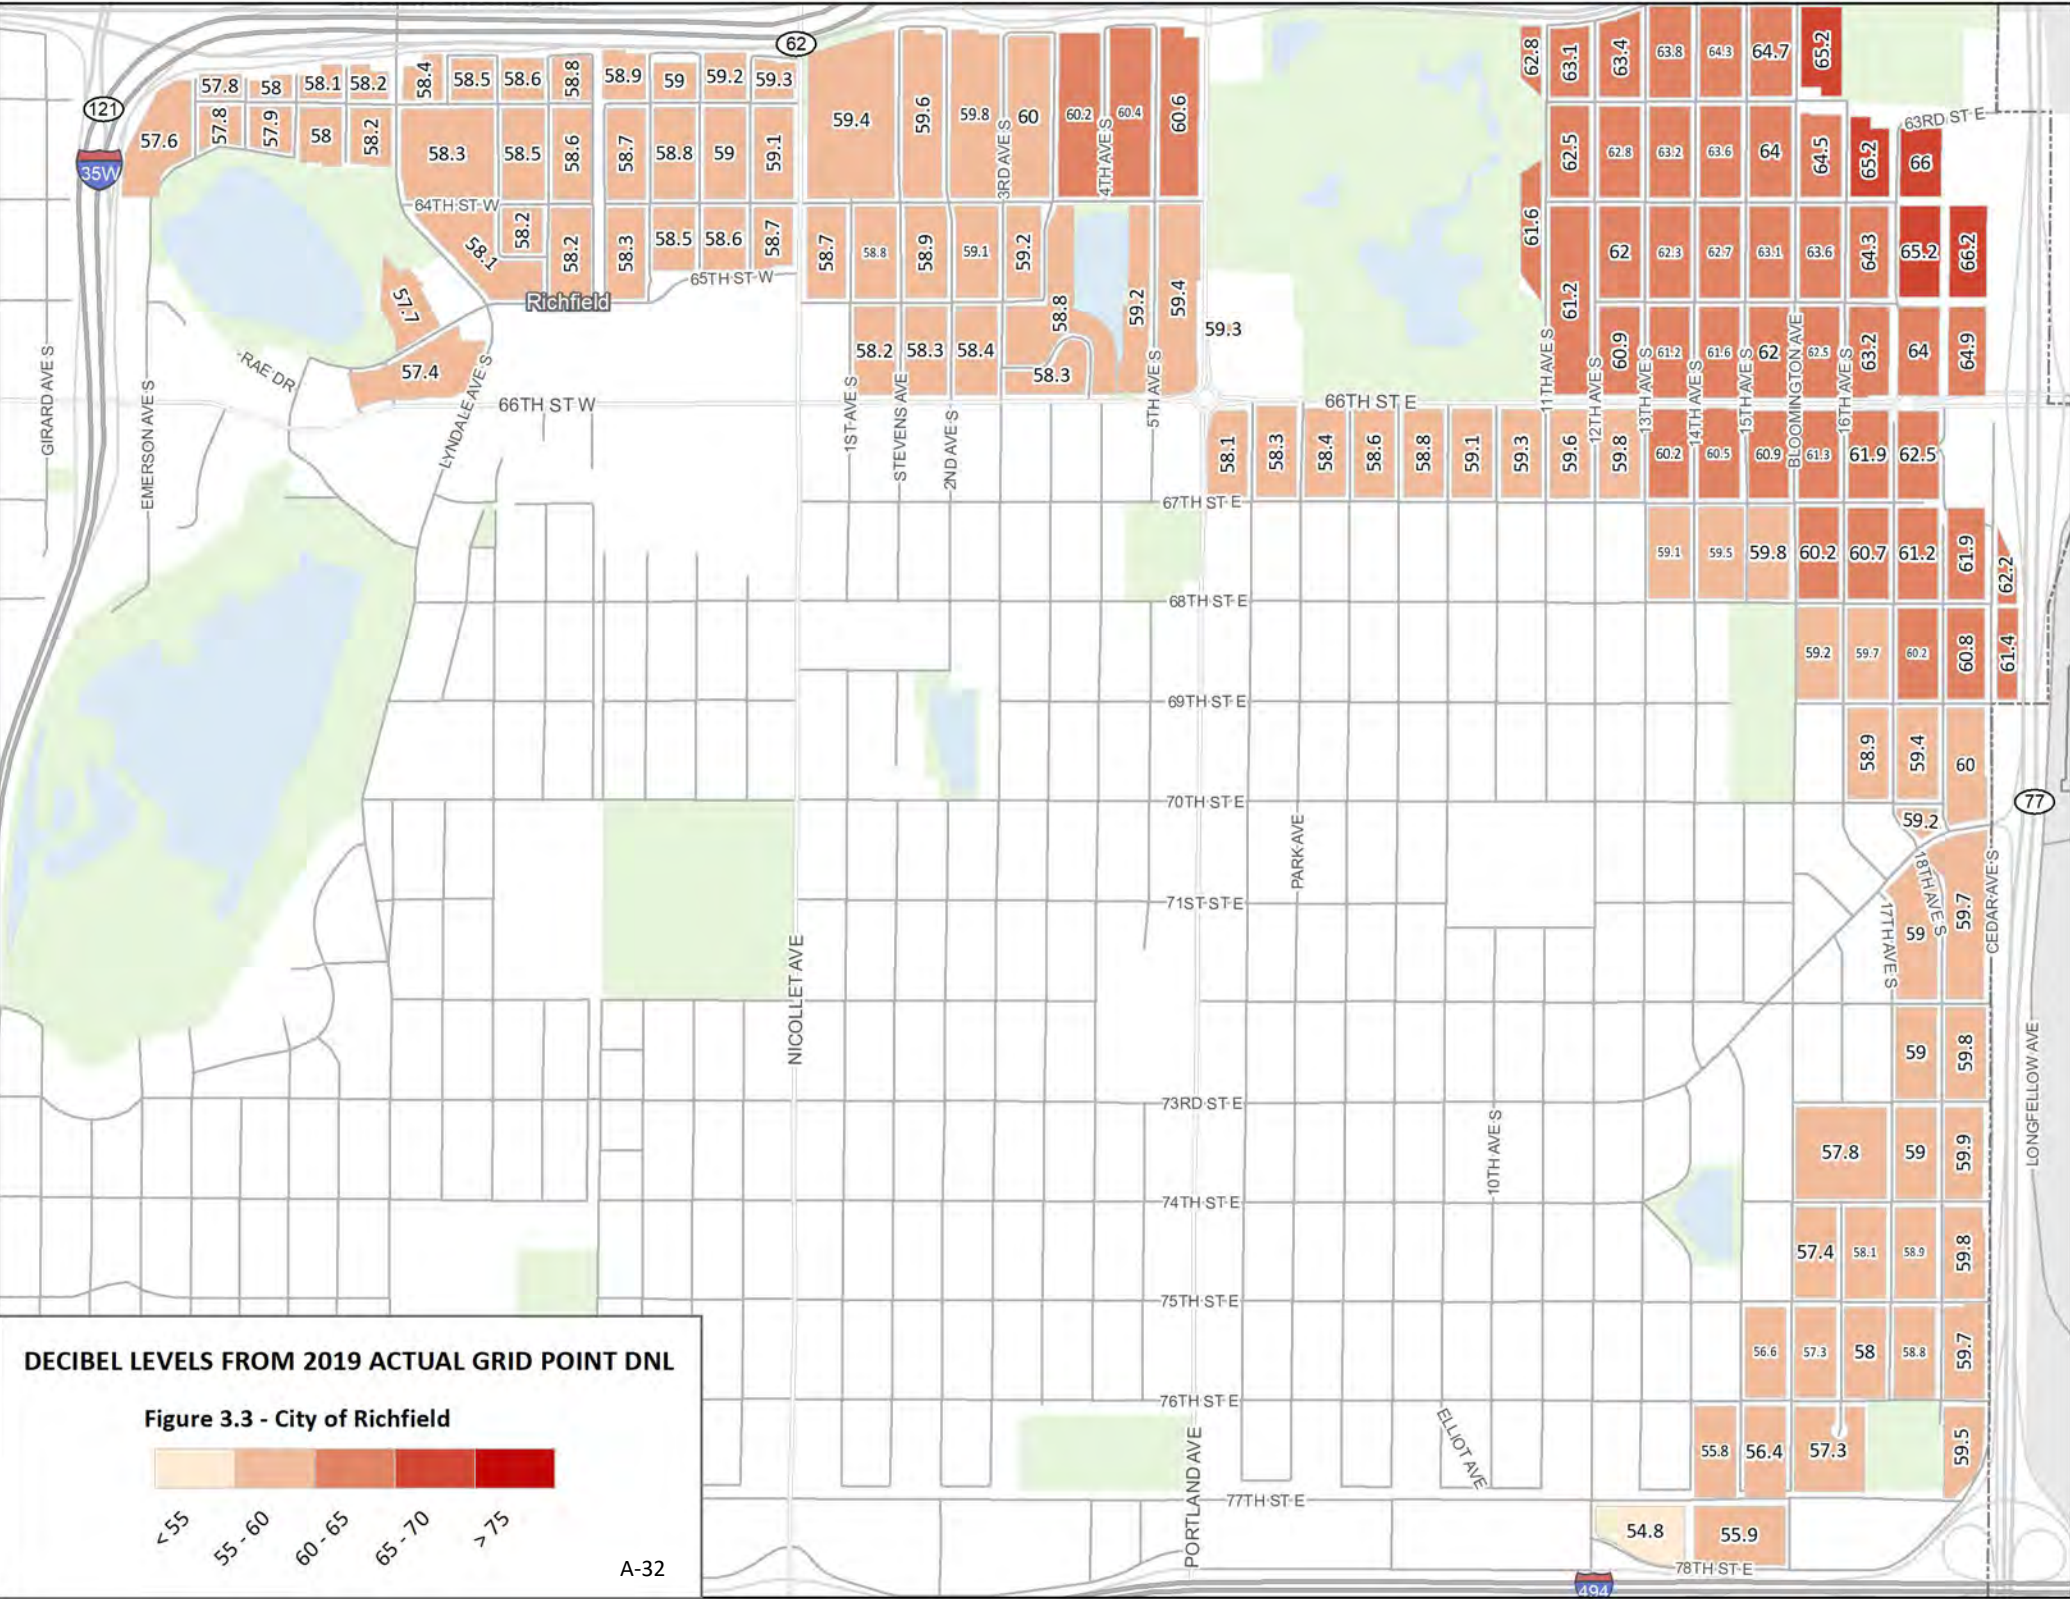 62
62.8
63.1
63.4
63.8
64.3
64.7
65.2
121
57.8
58
58.1
58.2
58.4
58.5
58.6
58.8
58.9
59
59.2
59.3
59.4
59.6
59.8
60
60.2
60.4
60.6
63RD ST E
35W
57.6
57.8
57.9
58
58.2
58.3
58.5
58.6
58.7
58.8
59
59.1
3RD AVE S
4TH AVE S
62.5
62.8
63.2
63.6
64
64.5
65.2
66
64TH ST W
58.1
58.2
58.2
58.3
58.5
58.6
58.7
58.7
58.8
58.9
59.1
59.2
61.6
61.2
62
62.3
62.7
63.1
63.6
64.3
65.2
66.2
65TH ST W
Richfield
57.7
58.8
59.2
59.4
59.3
57.4
58.2
58.3
58.4
58.3
60.9
61.2
61.6
62
62.5
63.2
64
64.9
GIRARD AVE S
EMERSON AVE S
RAE DR
LYNDALE AVE S
66TH ST W
1ST AVE S
STEVENS AVE
2ND AVE S
5TH AVE S
66TH ST E
11TH AVE S
12TH AVE S
13TH AVE S
14TH AVE S
15TH AVE S
BLOOMINGTON AVE
16TH AVE S
58.1
58.3
58.4
58.6
58.8
59.1
59.3
59.6
59.8
60.2
60.5
60.9
61.3
61.9
62.5
67TH ST E
59.1
59.5
59.8
60.2
60.7
61.2
61.9
62.2
68TH ST E
59.2
59.7
60.2
60.8
61.4
69TH ST E
58.9
59.4
60
70TH ST E
77
59.2
PARK AVE
71ST ST E
18TH AVE S
17TH AVE S
59
59.7
CEDAR AVE S
NICOLLET AVE
59
59.8
LONGFELLOW AVE
73RD ST E
10TH AVE S
57.8
59
59.9
74TH ST E
57.4
58.1
58.9
59.8
75TH ST E
56.6
57.3
58
58.8
59.7
76TH ST E
ELLIOT AVE
PORTLAND AVE
55.8
56.4
57.3
59.5
77TH ST E
54.8
55.9
78TH ST E
494
DECIBEL LEVELS FROM 2019 ACTUAL GRID POINT DNL
Figure 3.3 - City of Richfield
< 55
55 - 60
60 - 65
65 - 70
> 75
A-32